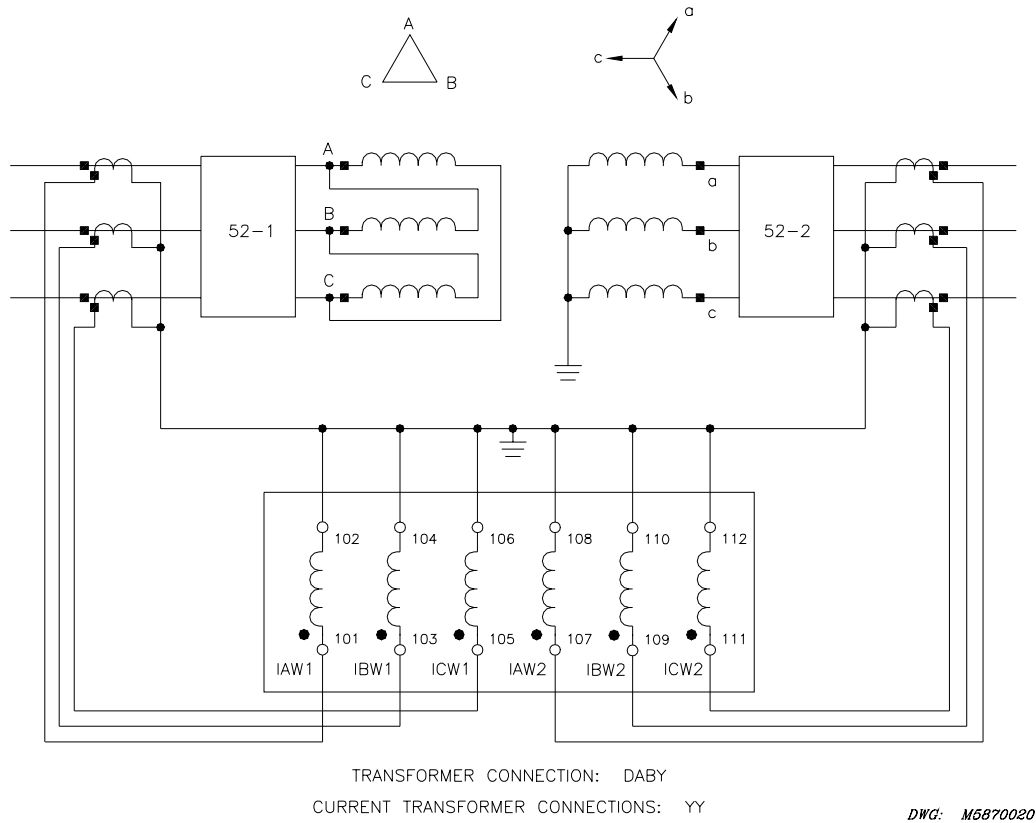 A
C B
a
c
b
A
B
C
52-1
52-2
a
b
c
102 104 106 108 110 112
101 103 105 107 109 111
IAW1 IBW1 ICW1 IAW2 IBW2 ICW2
TRANSFORMER CONNECTION: DABY
CURRENT TRANSFORMER CONNECTIONS: YY
DWG: M5870020